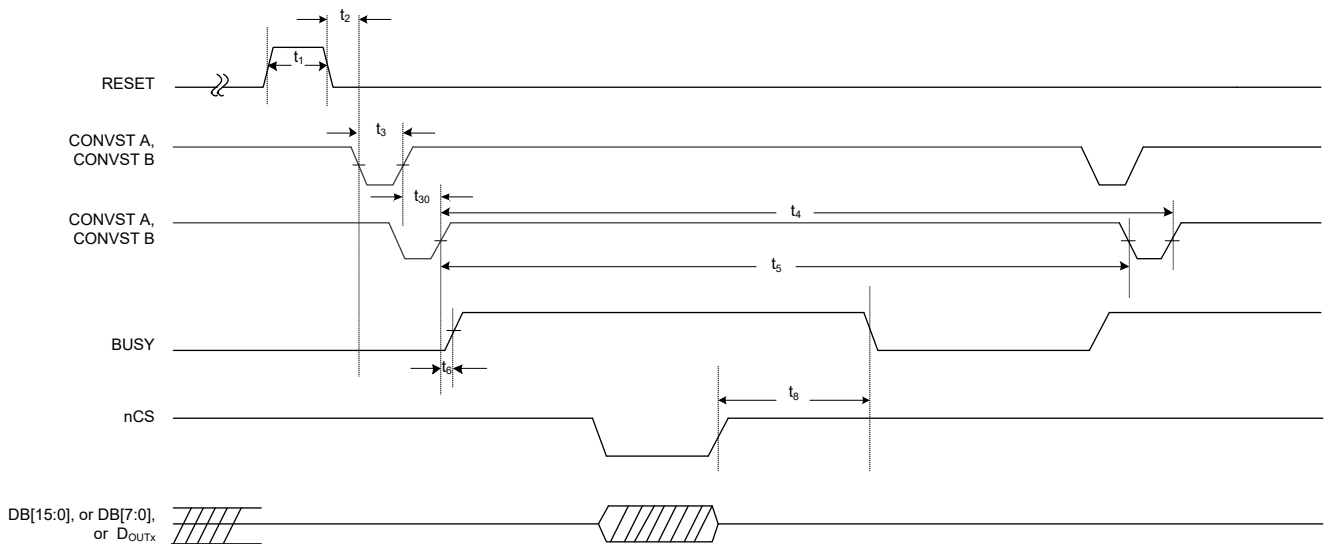 t2
t1
RESET
CONVST A,
CONVST B
t3
t30
CONVST A,
CONVST B
t4
t5
BUSY
t6
nCS
t8
DB[15:0], or DB[7:0],
or DOUTx